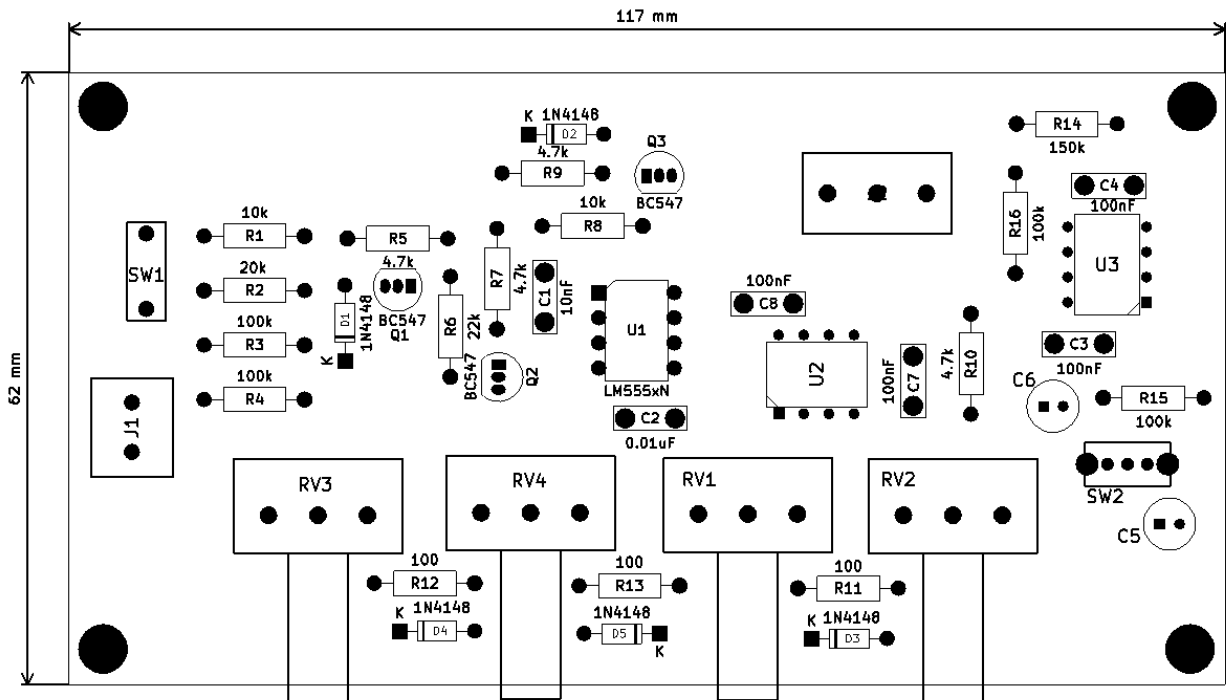 117 mm
62 mm
K 1N4148
D2
4.7k
R9
Q3
BC547
R14
150k
C4
100nF
R16
100k
U3
10k
R1
SW1
20k
R2
100k
R3
100k
R4
J1
R5
4.7k
BC547
Q1
D1
1N4148
K
R6
22k
R7
4.7k
10k
R8
C1
10nF
BC547
Q2
U1
LM555xN
C2
0.01uF
100nF
C8
U2
100nF
C7
4.7k
R10
C3
100nF
C6
R15
100k
SW2
C5
RV3
RV4
RV1
RV2
100
R12
K 1N4148
D4
100
R13
1N4148
D5
K
100
R11
K 1N4148
D3